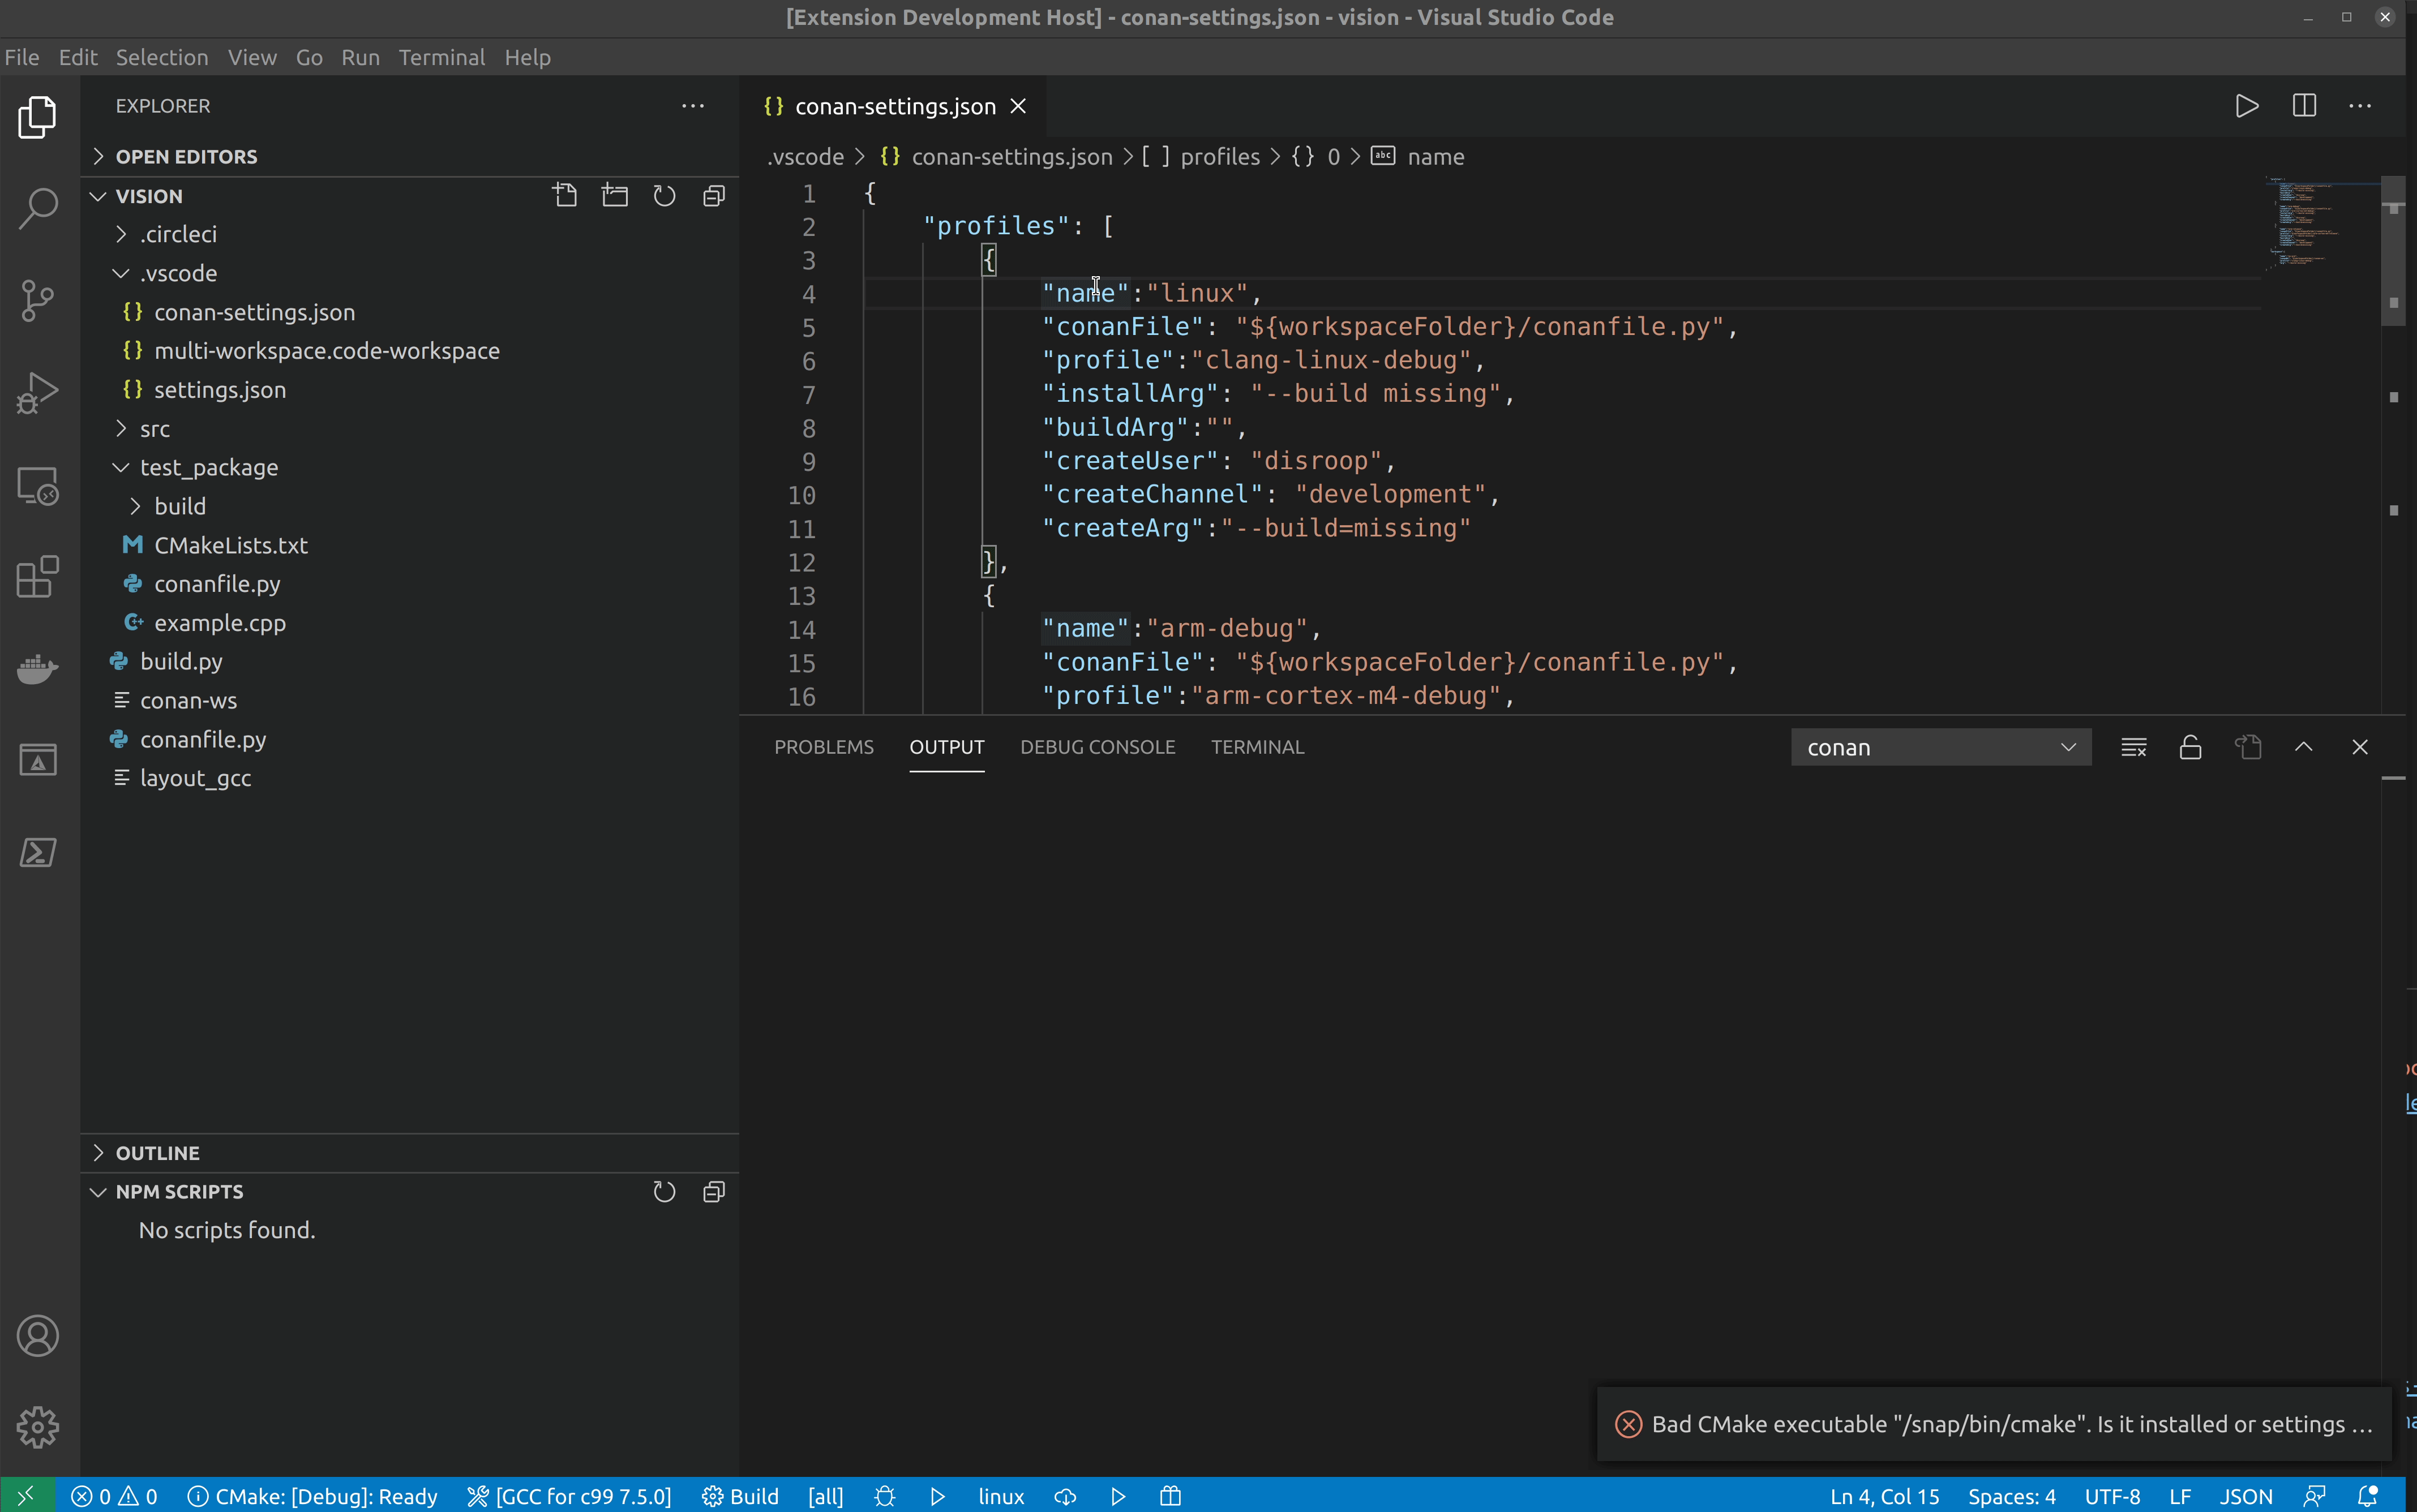 [Extension Development Host] - conan-settings.json - vision - Visual Studio Code
File Edit Selection View Go Run Terminal Help
EXPLORER
OPEN EDITORS
VISION
.circleci
.vscode
conan-settings.json
multi-workspace.code-workspace
settings.json
src
test_package
build
CMakeLists.txt
conanfile.py
example.cpp
build.py
conan-ws
conanfile.py
layout_gcc
OUTLINE
NPM SCRIPTS
No scripts found.
{} conan-settings.json
.vscode > {} conan-settings.json > [ ] profiles > {} 0 > abc name
1 {
2 "profiles": [
3 {
4 "name":"linux",
5 "conanFile": "${workspaceFolder}/conanfile.py",
6 "profile":"clang-linux-debug",
7 "installArg": "--build missing",
8 "buildArg":"",
9 "createUser": "disroop",
10 "createChannel": "development",
11 "createArg":"--build=missing"
12 },
13 {
14 "name":"arm-debug",
15 "conanFile": "${workspaceFolder}/conanfile.py",
16 "profile":"arm-cortex-m4-debug",
PROBLEMS OUTPUT DEBUG CONSOLE TERMINAL conan
Bad CMake executable "/snap/bin/cmake". Is it installed or settings ...
0 0 CMake: [Debug]: Ready [GCC for c99 7.5.0] Build [all] linux Ln 4, Col 15 Spaces: 4 UTF-8 LF JSON